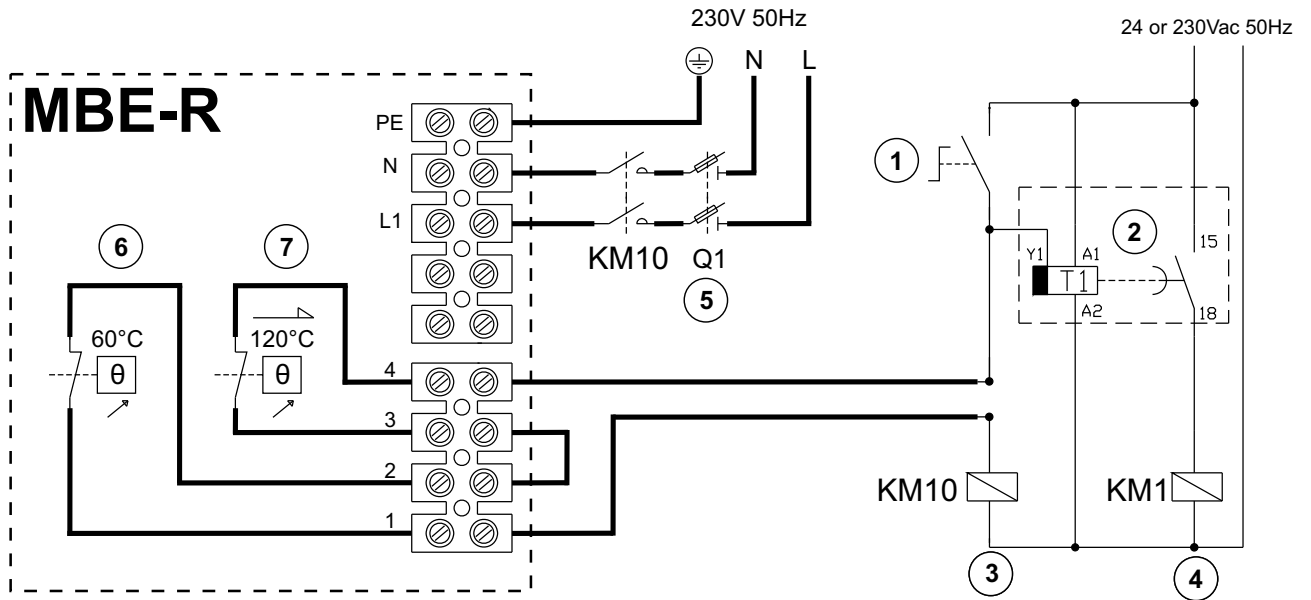 230V 50Hz
24 or 230Vac 50Hz
N
L
MBE-R
PE
N
L1
1
2
15
Y1
A1
T1
A2
18
KM10
Q1
5
6
7
60°C
θ
120°C
θ
4
3
2
1
KM10
KM1
3
4